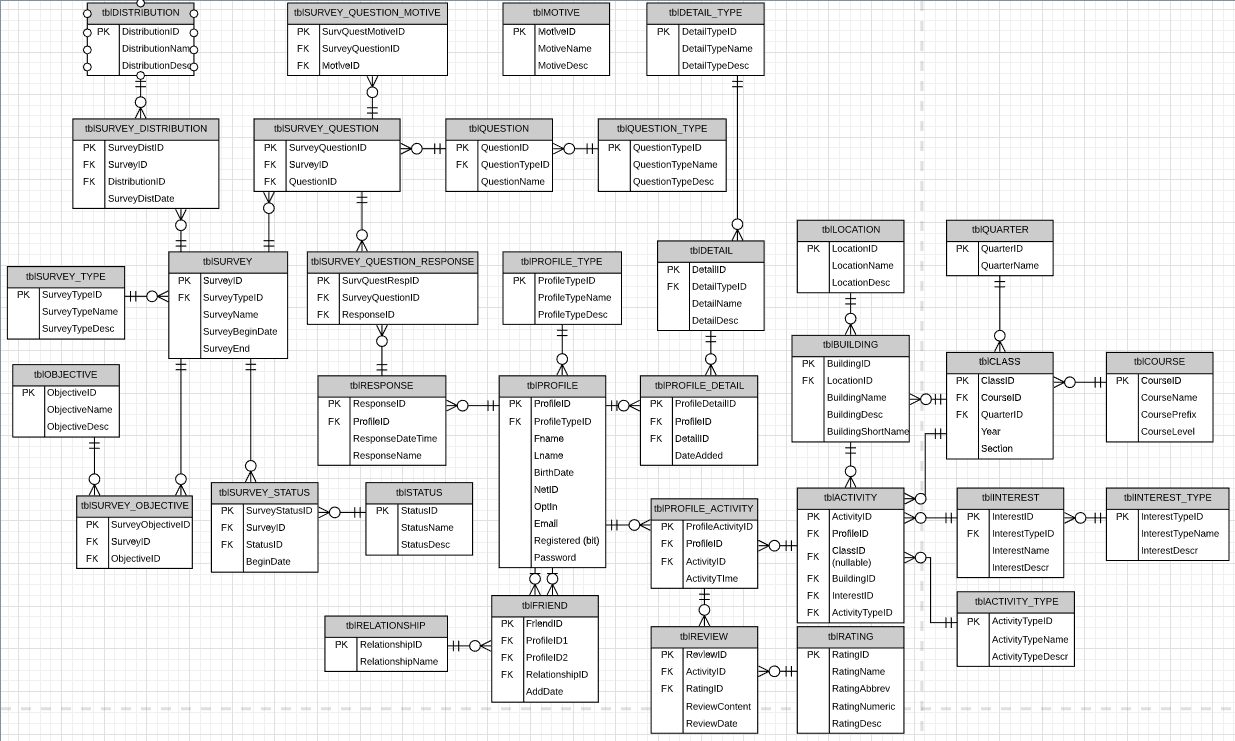 tblDISTRIBUTION
PK DistributionID
DistributionName
DistributionDesc
tblSURVEY_QUESTION_MOTIVE
PK SurvQuestMotiveID
FK SurveyQuestionID
FK MotiveID
tblMOTIVE
PK MotiveID
MotiveName
MotiveDesc
tblDETAIL_TYPE
PK DetailTypeID
DetailTypeName
DetailTypeDesc
tblSURVEY_DISTRIBUTION
PK SurveyDistID
FK SurveyID
FK DistributionID
SurveyDistDate
tblSURVEY_QUESTION
PK SurveyQuestionID
FK SurveyID
FK QuestionID
tblQUESTION
PK QuestionID
FK QuestionTypeID
QuestionName
tblQUESTION_TYPE
PK QuestionTypeID
QuestionTypeName
QuestionTypeDesc
tblLOCATION
PK LocationID
LocationName
LocationDesc
tblQUARTER
PK QuarterID
QuarterName
tblSURVEY_TYPE
PK SurveyTypeID
SurveyTypeName
SurveyTypeDesc
tblSURVEY
PK SurveyID
FK SurveyTypeID
SurveyName
SurveyBeginDate
SurveyEnd
tblSURVEY_QUESTION_RESPONSE
PK SurvQuestRespID
FK SurveyQuestionID
FK ResponseID
tblPROFILE_TYPE
PK ProfileTypeID
ProfileTypeName
ProfileTypeDesc
tblDETAIL
PK DetailID
FK DetailTypeID
DetailName
DetailDesc
tblBUILDING
PK BuildingID
FK LocationID
BuildingName
BuildingDesc
BuildingShortName
tblCLASS
PK ClassID
FK CourseID
FK QuarterID
Year
Section
tblCOURSE
PK CourseID
CourseName
CoursePrefix
CourseLevel
tblOBJECTIVE
PK ObjectiveID
ObjectiveName
ObjectiveDesc
tblRESPONSE
PK ResponseID
FK ProfileID
ResponseDateTime
ResponseName
tblPROFILE
PK ProfileID
FK ProfileTypeID
Fname
Lname
BirthDate
NetID
OptIn
Email
Registered (bit)
Password
tblPROFILE_DETAIL
PK ProfileDetailID
FK ProfileID
FK DetailID
DateAdded
tblSURVEY_OBJECTIVE
PK SurveyObjectiveID
FK SurveyID
FK ObjectiveID
tblSURVEY_STATUS
PK SurveyStatusID
FK SurveyID
FK StatusID
BeginDate
tblSTATUS
PK StatusID
StatusName
StatusDesc
tblPROFILE_ACTIVITY
PK ProfileActivityID
FK ProfileID
FK ActivityID
ActivityTIme
tblACTIVITY
PK ActivityID
FK ProfileID
FK ClassID
(nullable)
FK BuildingID
FK InterestID
FK ActivityTypeID
tblINTEREST
PK InterestID
FK InterestTypeID
InterestName
InterestDescr
tblINTEREST_TYPE
PK InterestTypeID
InterestTypeName
InterestDescr
tblRELATIONSHIP
PK RelationshipID
RelationshipName
tblFRIEND
PK FriendID
FK ProfileID1
FK ProfileID2
FK RelationshipID
AddDate
tblREVIEW
PK ReviewID
FK ActivityID
FK RatingID
ReviewContent
ReviewDate
tblRATING
PK RatingID
RatingName
RatingAbbrev
RatingNumeric
RatingDesc
tblACTIVITY_TYPE
PK ActivityTypeID
ActivityTypeName
ActivityTypeDescr